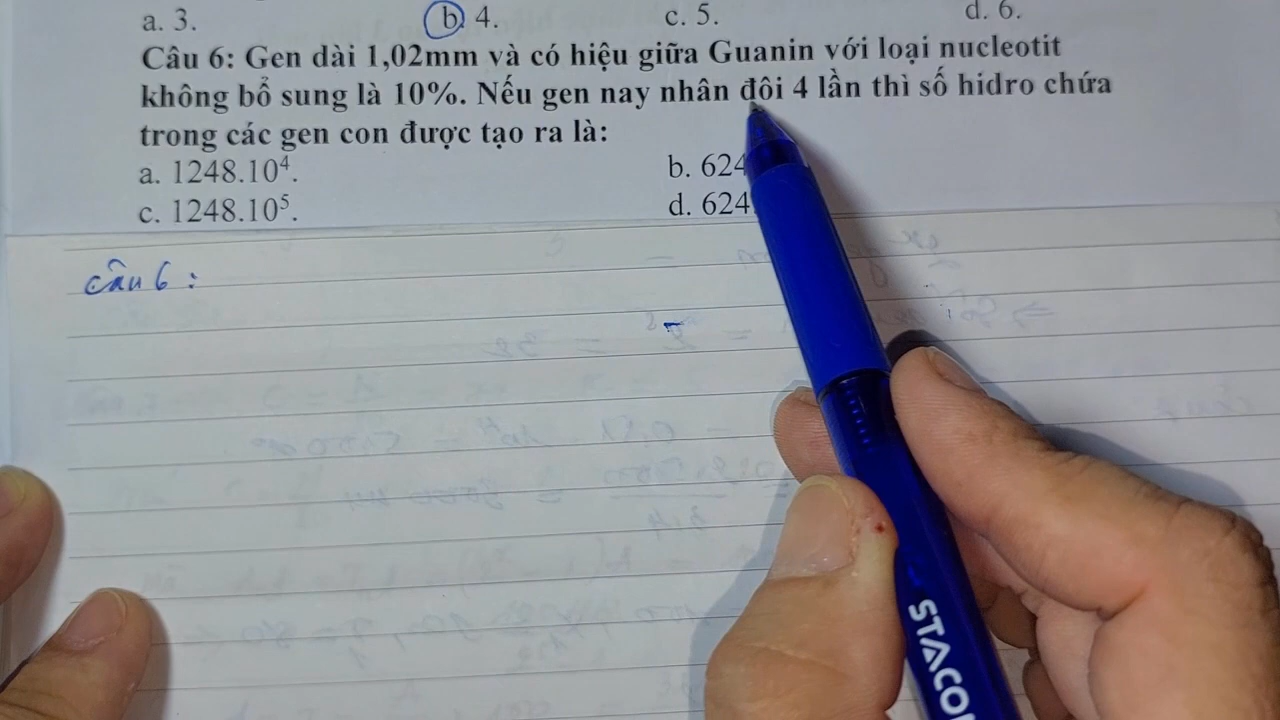 a. 3. b. 4. c. 5. d. 6.
Câu 6: Gen dài 1,02mm và có hiệu giữa Guanin với loại nucleotit
không bổ sung là 10%. Nếu gen nay nhân đôi 4 lần thì số hidro chứa
trong các gen con được tạo ra là:
a. 1248.10⁴. b. 624
c. 1248.10⁵. d. 624
câu 6 :
STACOM